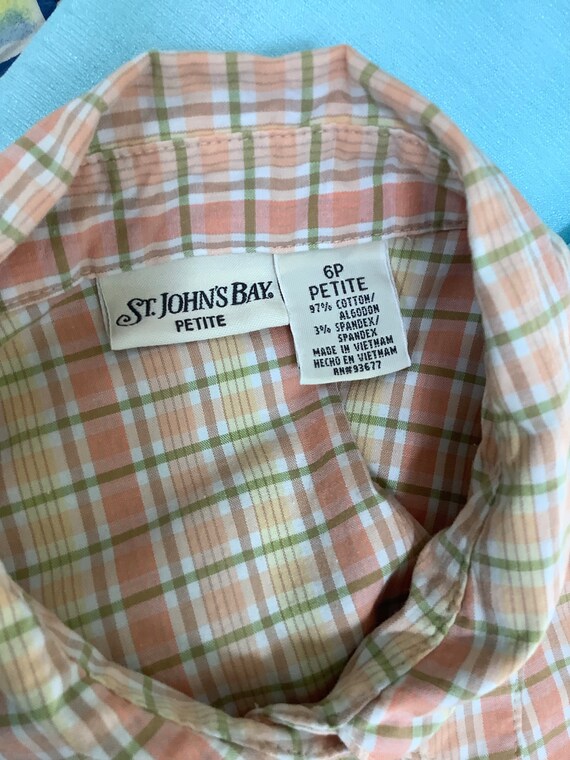 ST. JOHN'S BAY.
PETITE
6P
PETITE
97% COTTON/
ALGODON
3% SPANDEX/
SPANDEX
MADE IN VIETNAM
HECHO EN VIETNAM
RN#93677